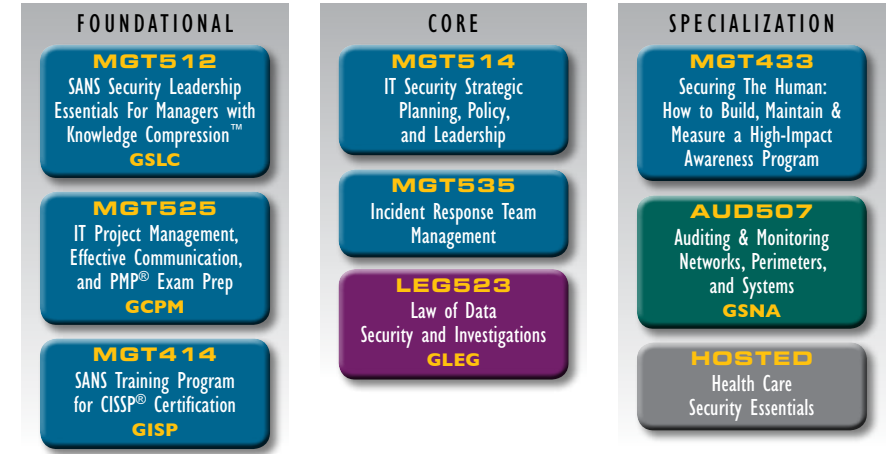 FOUNDATIONAL
MGT512
SANS Security Leadership
Essentials For Managers with
Knowledge Compression™
GSLC
MGT525
IT Project Management,
Effective Communication,
and PMP® Exam Prep
GCPM
MGT414
SANS Training Program
for CISSP® Certification
GISP
CORE
MGT514
IT Security Strategic
Planning, Policy,
and Leadership
MGT535
Incident Response Team
Management
LEG523
Law of Data
Security and Investigations
GLEG
SPECIALIZATION
MGT433
Securing The Human:
How to Build, Maintain &
Measure a High-Impact
Awareness Program
AUD507
Auditing & Monitoring
Networks, Perimeters,
and Systems
GSNA
HOSTED
Health Care
Security Essentials